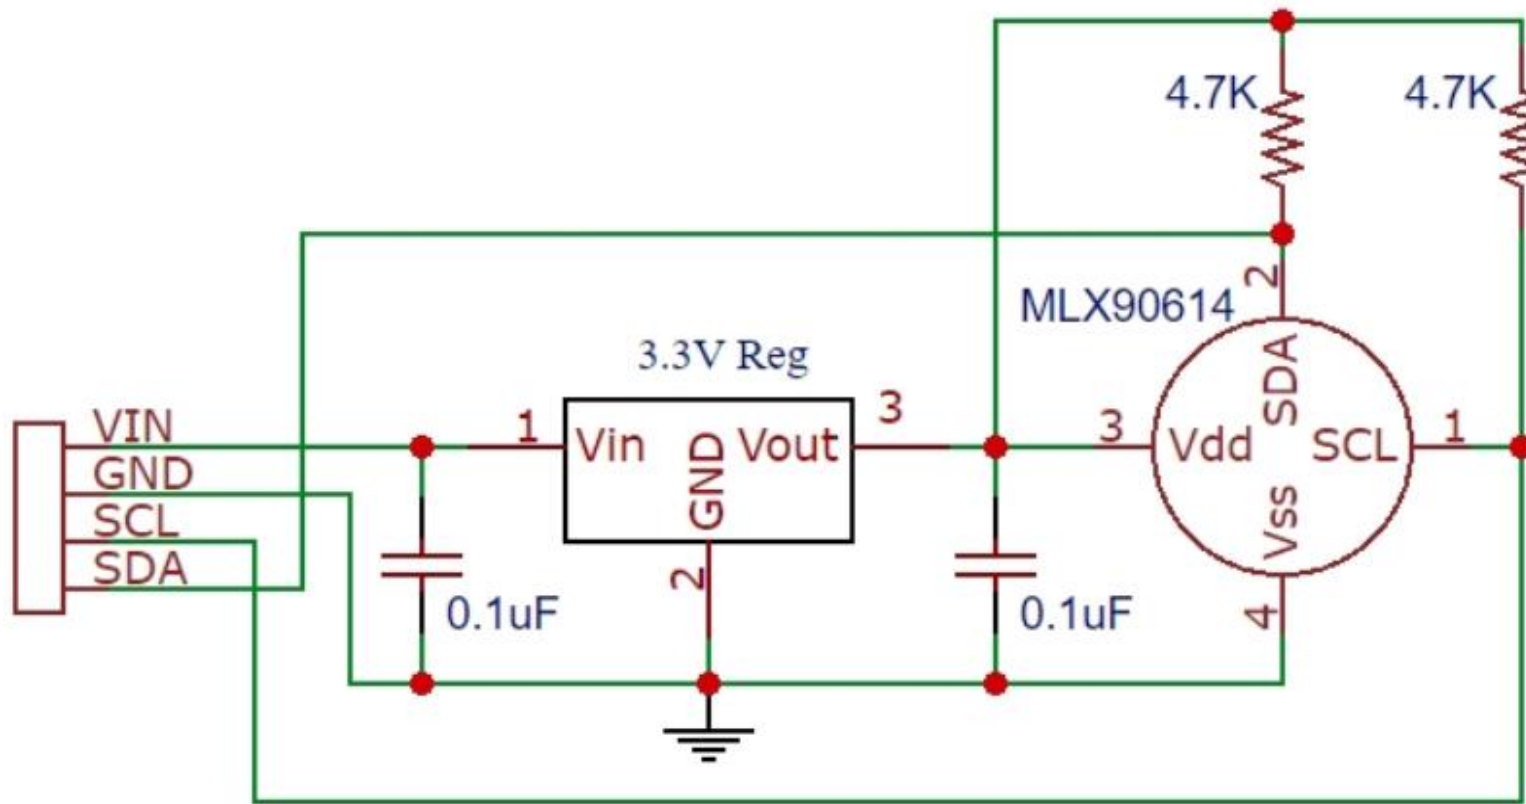 4.7K
4.7K
2
MLX90614
SDA
3.3V Reg
VIN
GND
SCL
SDA
1
Vin
GND
Vout
3
2
3
Vdd
SCL
1
Vss
4
0.1uF
0.1uF